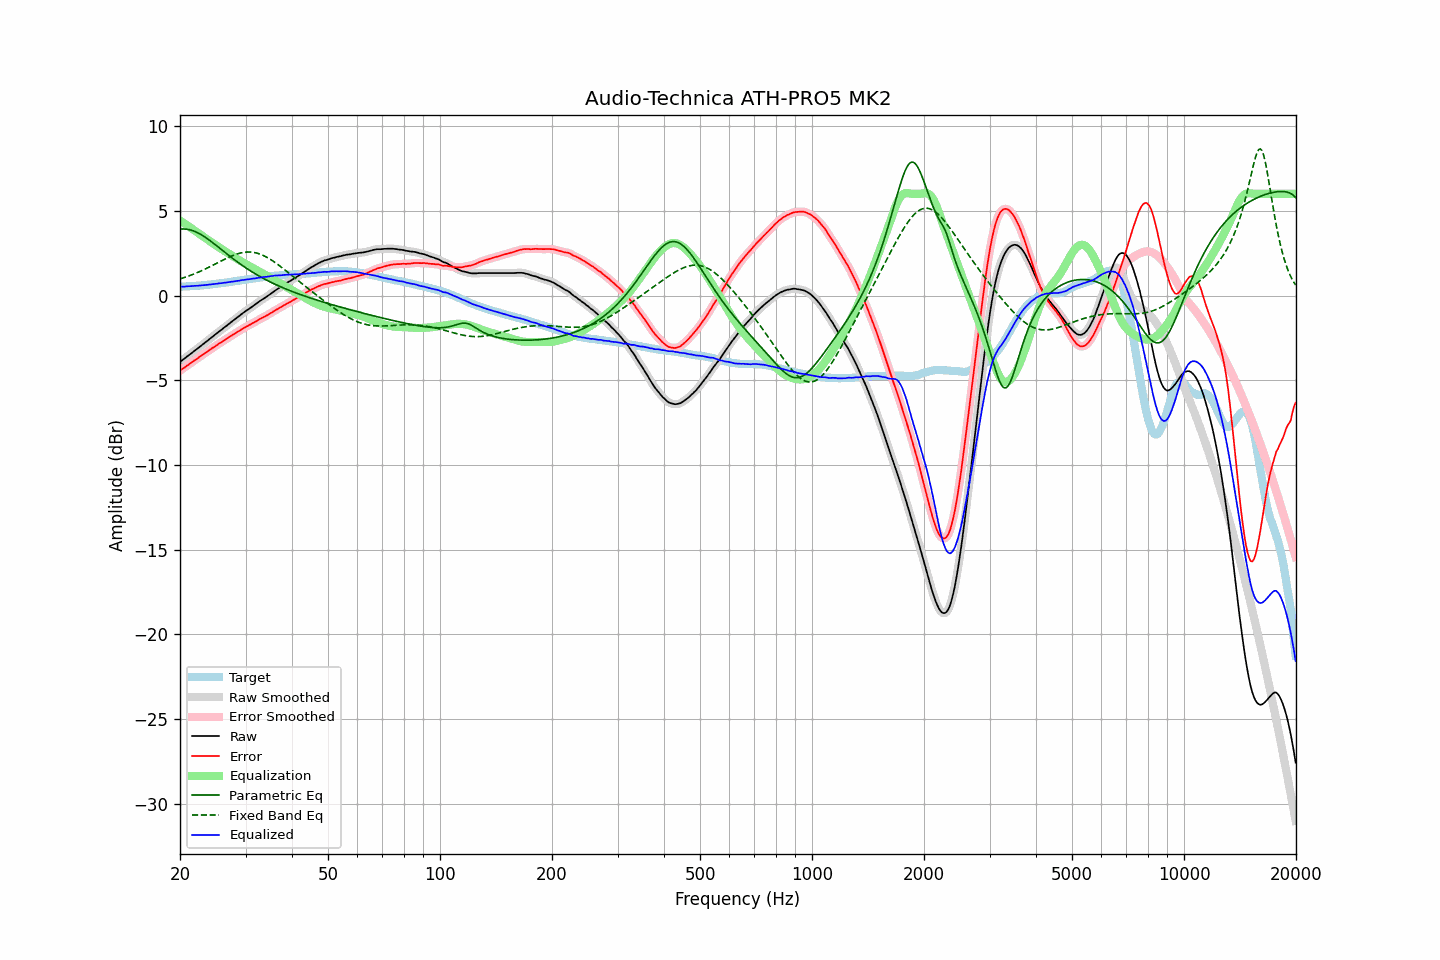 Audio-Technica ATH-PRO5 MK2
10
5
0
−5
−10
−15
−20
−25
−30
Amplitude (dBr)
Target
Raw Smoothed
Error Smoothed
Raw
Error
Equalization
Parametric Eq
Fixed Band Eq
Equalized
20 50 100 200 500 1000 2000 5000 10000 20000
Frequency (Hz)